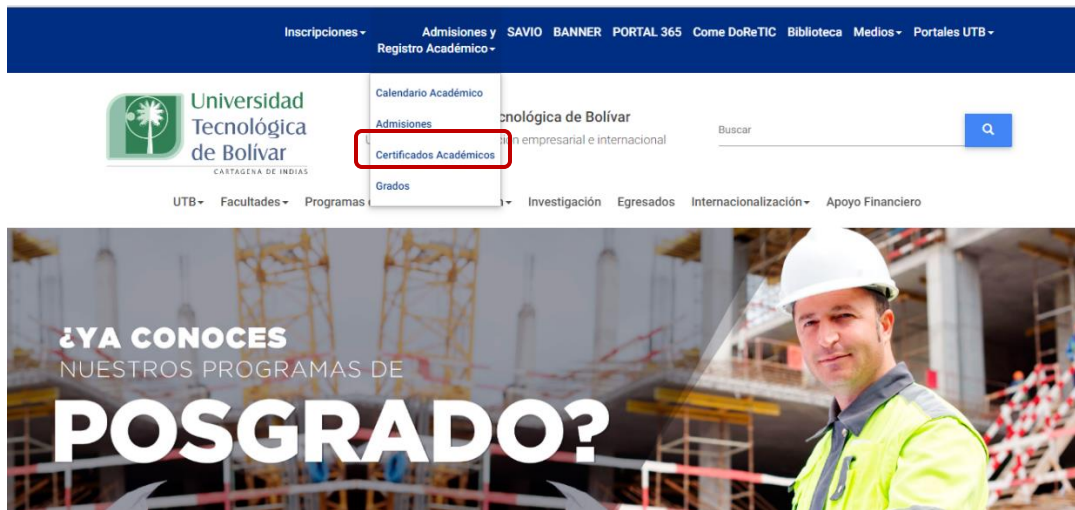 Inscripciones
Admisiones y
Registro Académico
SAVIO
BANNER
PORTAL 365
Come DoReTIC
Biblioteca
Medios
Portales UTB
Calendario Académico
Admisiones
Certificados Académicos
Grados
Universidad
Tecnológica
de Bolívar
CARTAGENA DE INDIAS
de Bolívar
empresarial e internacional
Buscar
UTB
Facultades
Programas
Investigación
Egresados
Internacionalización
Apoyo Financiero
¿YA CONOCES
NUESTROS PROGRAMAS DE
POSGRADO?